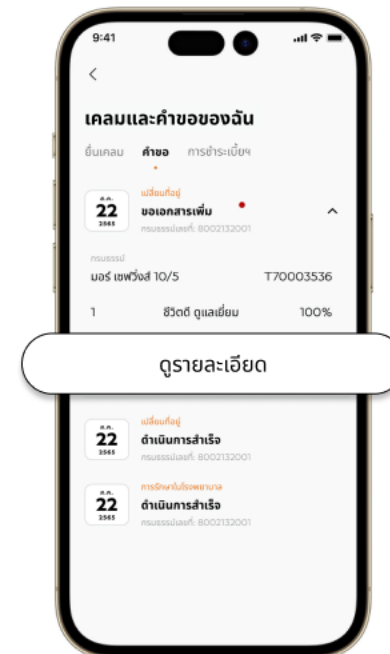 9:41
เคลมและคำขอของฉัน
ยื่นเคลม คำขอ การชำระเบี้ยฯ
เปลี่ยนที่อยู่
ส.ค.
22
2565
ขอเอกสารเพิ่ม
กรมธรรม์เลขที่: 8002132001
กรมธรรม์
มอร์ เซฟวิ่งส์ 10/5 T70003536
1 ชีวิตดี ดูแลเยี่ยม 100%
ดูรายละเอียด
เปลี่ยนที่อยู่
ส.ค.
22
2565
ดำเนินการสำเร็จ
กรมธรรม์เลขที่: 8002132001
การรักษาในโรงพยาบาล
ส.ค.
22
2565
ดำเนินการสำเร็จ
กรมธรรม์เลขที่: 8002132001